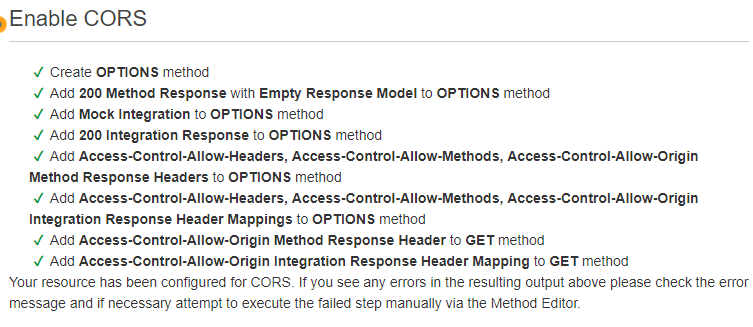 Enable CORS
✓ Create OPTIONS method
✓ Add 200 Method Response with Empty Response Model to OPTIONS method
✓ Add Mock Integration to OPTIONS method
✓ Add 200 Integration Response to OPTIONS method
✓ Add Access-Control-Allow-Headers, Access-Control-Allow-Methods, Access-Control-Allow-Origin
Method Response Headers to OPTIONS method
✓ Add Access-Control-Allow-Headers, Access-Control-Allow-Methods, Access-Control-Allow-Origin
Integration Response Header Mappings to OPTIONS method
✓ Add Access-Control-Allow-Origin Method Response Header to GET method
✓ Add Access-Control-Allow-Origin Integration Response Header Mapping to GET method
Your resource has been configured for CORS. If you see any errors in the resulting output above please check the error
message and if necessary attempt to execute the failed step manually via the Method Editor.